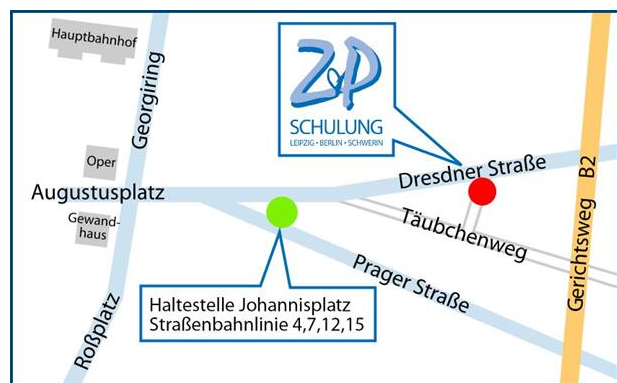 Hauptbahnhof
Georgiring
Z&P
SCHULUNG
LEIPZIG • BERLIN • SCHWERIN
Oper
Augustusplatz
Gewand-
haus
Roßplatz
Dresdner Straße
Täubchenweg
Prager Straße
Gerichtsweg B2
Haltestelle Johannisplatz
Straßenbahnlinie 4,7,12,15